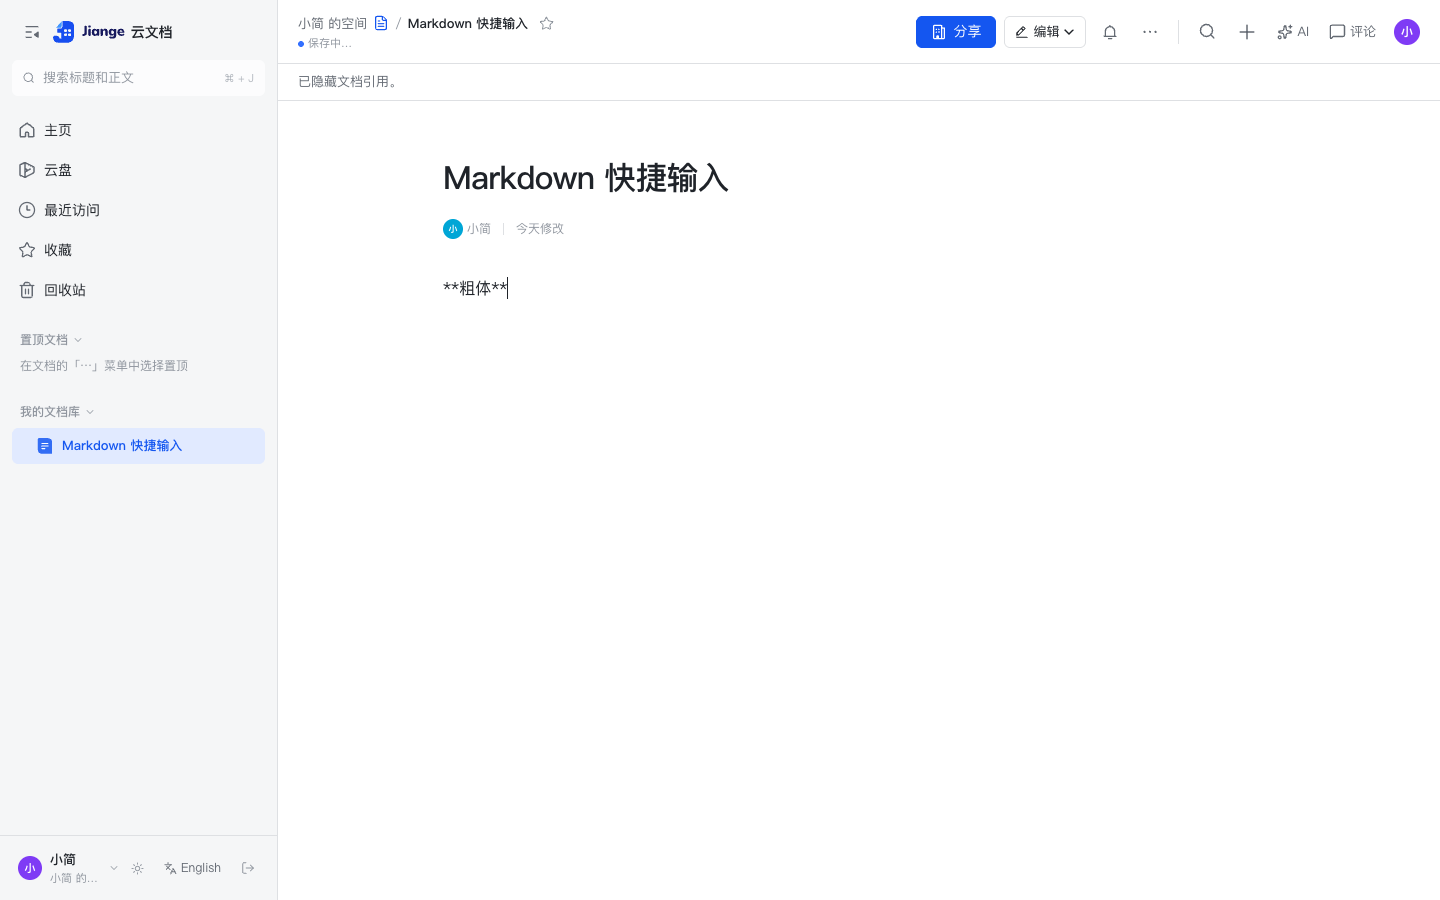 Jiange 云文档
搜索标题和正文 ⌘ + J
主页
云盘
最近访问
收藏
回收站
置顶文档
在文档的「···」菜单中选择置顶
我的文档库
Markdown 快捷输入
小 小简
小简 的...
English
小简 的空间 / Markdown 快捷输入
保存中...
分享
编辑
AI
评论
小
已隐藏文档引用。
Markdown 快捷输入
小 小简 | 今天修改
**粗体**